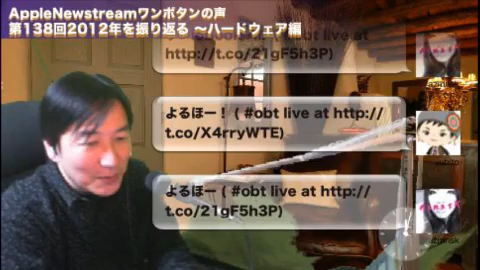 AppleNewstreamワンボタンの声
第138回2012年を振り返る ～ハードウェア編
#obt live at
http://t.co/21gF5h3P)
よるほー！ ( #obt live at http://
t.co/X4rryWTE)
よるほー ( #obt live at http://
t.co/21gF5h3P)